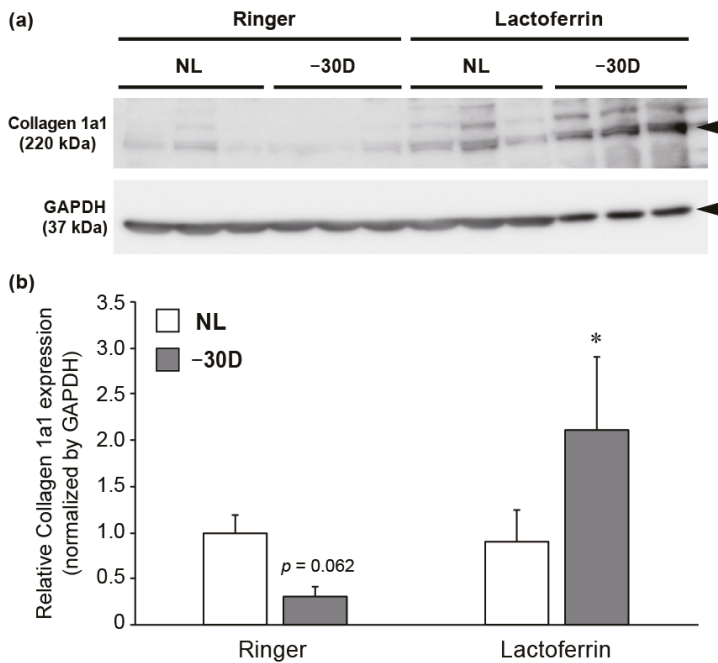 (a)
Ringer Lactoferrin
NL −30D NL −30D
Collagen 1a1
(220 kDa)
GAPDH
(37 kDa)
(b)
Relative Collagen 1a1 expression
(normalized by GAPDH)
3.5
3.0
2.5
2.0
1.5
1.0
0.5
0
NL
−30D
p = 0.062
*
Ringer Lactoferrin